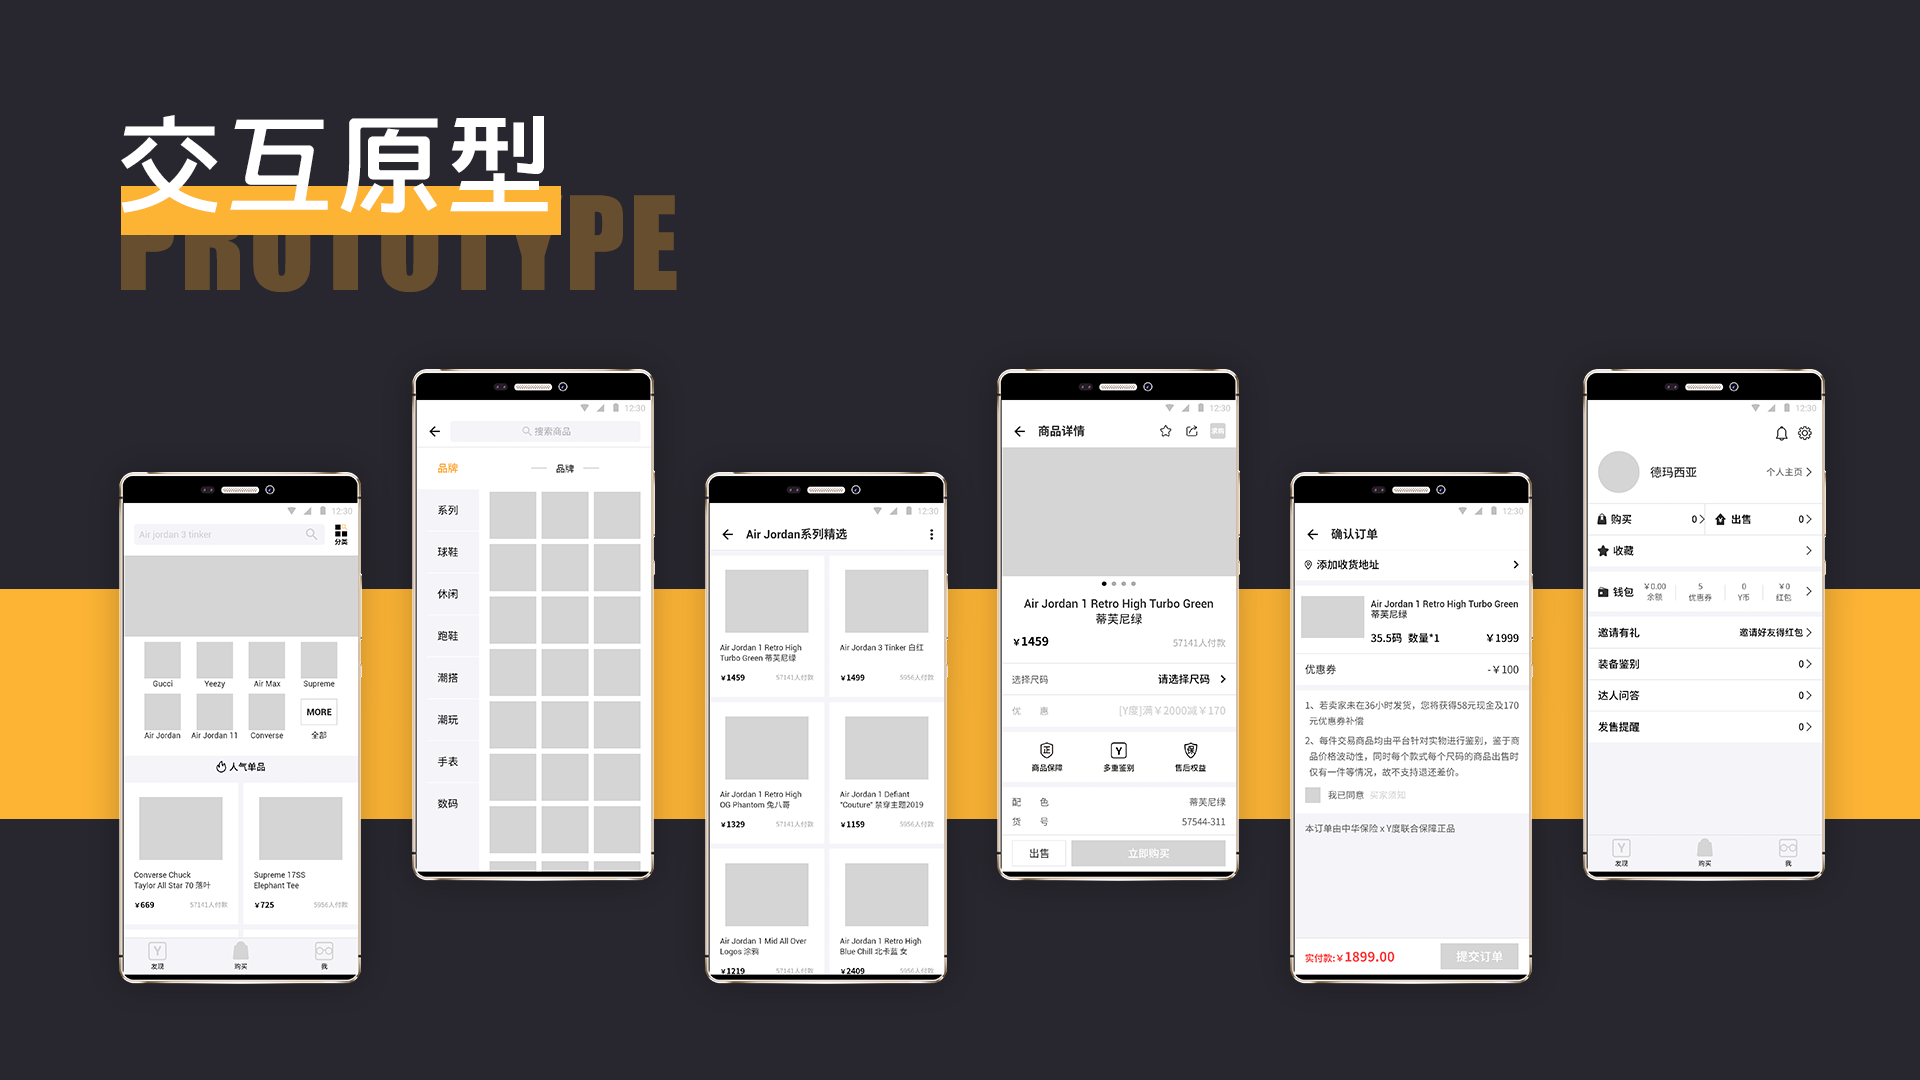 交互原型
PROTOTYPE
12:30
Air jordan 3 tinker
分类
Gucci Yeezy Air Max Supreme
MORE
Air Jordan Air Jordan 11 Converse 全部
人气单品
Converse Chuck
Taylor All Star 70 落叶
¥669 57141人付款
Supreme 17SS
Elephant Tee
¥725 5956人付款
发现 购买 我
12:30
搜索商品
品牌
品牌
系列
球鞋
休闲
跑鞋
潮搭
潮玩
手表
数码
12:30
Air Jordan系列精选
Air Jordan 1 Retro High
Turbo Green 蒂芙尼绿
¥1459 57141人付款
Air Jordan 3 Tinker 白红
¥1499 5956人付款
Air Jordan 1 Retro High
OG Phantom 兔八哥
¥1329 57141人付款
Air Jordan 1 Defiant
"Couture" 禁穿主题2019
¥1159 5956人付款
Air Jordan 1 Mid All Over
Logos 涂鸦
¥1219 57141人付款
Air Jordan 1 Retro High
Blue Chill 北卡蓝 女
¥2409 5956人付款
12:30
商品详情
Air Jordan 1 Retro High Turbo Green
蒂芙尼绿
¥1459 57141人付款
选择尺码 请选择尺码
优 惠 [Y度]满¥2000减¥170
正 Y 保
商品保障 多重鉴别 售后权益
配 色 蒂芙尼绿
货 号 57544-311
出售 立即购买
12:30
确认订单
添加收货地址
Air Jordan 1 Retro High Turbo Green
蒂芙尼绿
35.5码 数量*1 ¥1999
优惠券 -¥100
1、若卖家未在36小时发货，您将获得58元现金及170
元优惠券补偿
2、每件交易商品均由平台针对实物进行鉴别，鉴于商
品价格波动性，同时每个款式每个尺码的商品出售时
仅有一件等情况，故不支持退还差价。
我已同意 买家须知
本订单由中华保险 x Y度联合保障正品
实付款:¥1899.00 提交订单
12:30
德玛西亚 个人主页
购买 0 出售 0
收藏
钱包
¥0.00 5 0 ¥0
余额 优惠券 Y币 红包
邀请有礼 邀请好友得红包
装备鉴别 0
达人问答 0
发售提醒 0
发现 购买 我